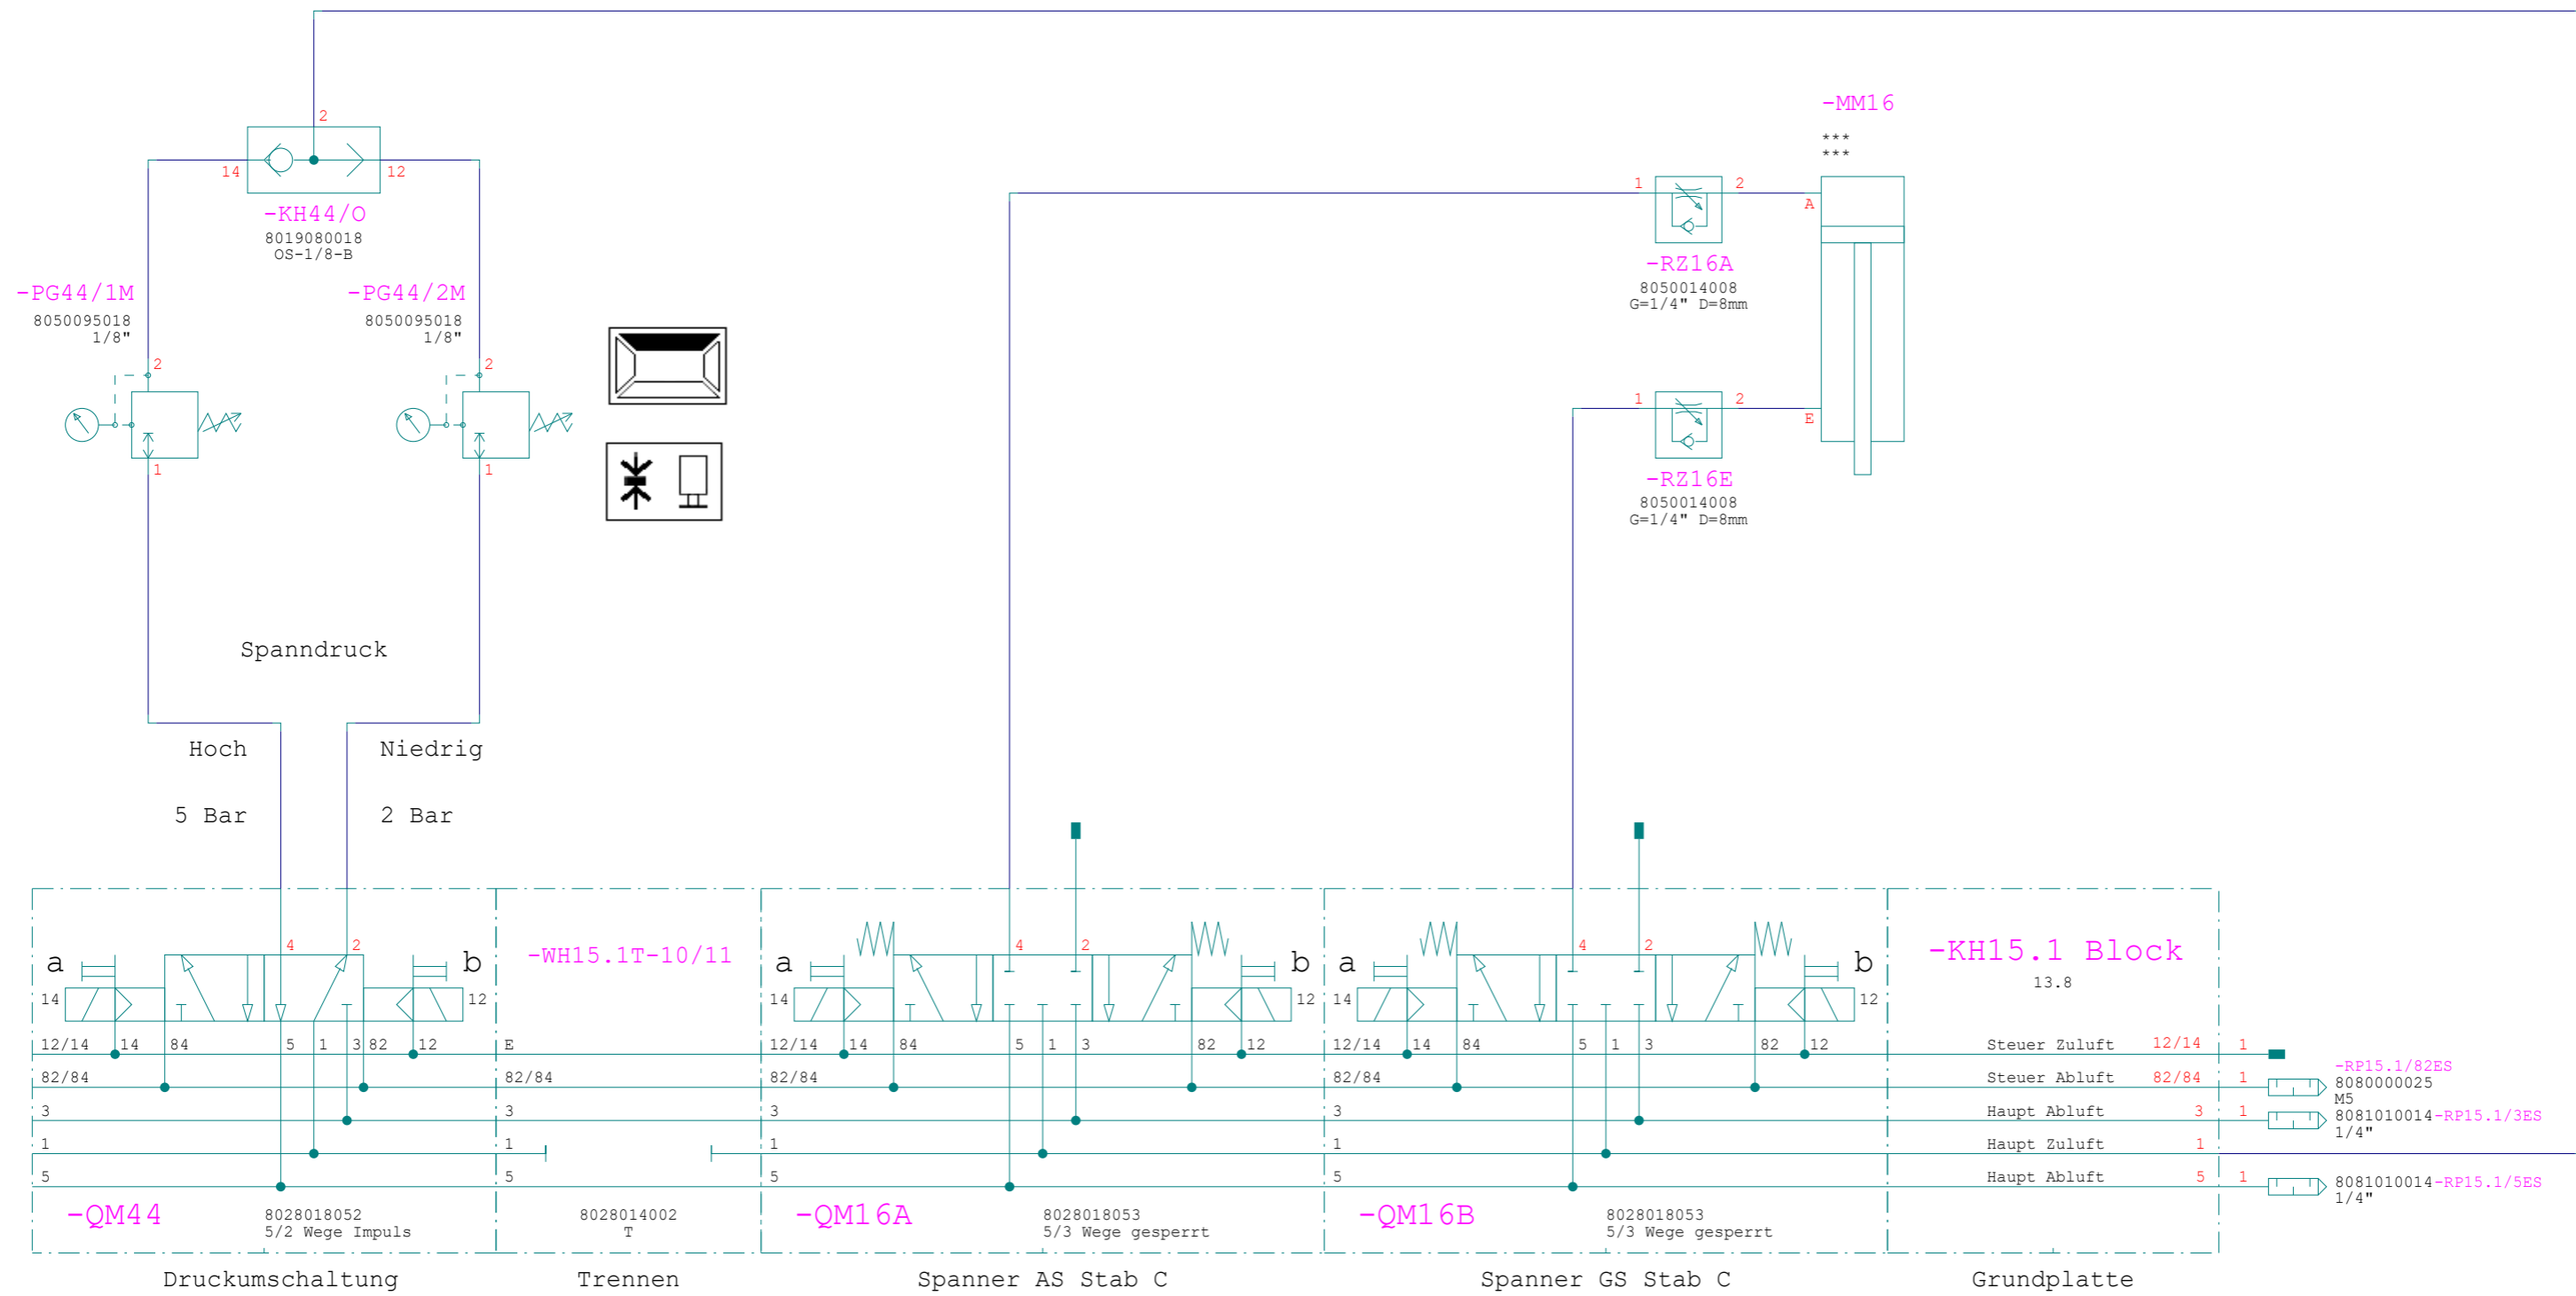 2
14
12
-KH44/O
8019080018
OS-1/8-B
-PG44/1M
8050095018
1/8"
2
1
-PG44/2M
8050095018
1/8"
2
1
Spanndruck
Hoch
Niedrig
5 Bar
2 Bar
-MM16
***
***
1
2
A
-RZ16A
8050014008
G=1/4" D=8mm
1
2
E
-RZ16E
8050014008
G=1/4" D=8mm
a
4
2
b
14
12
12/14
14
84
5
1
3
82
12
82/84
3
1
5
-QM44
8028018052
5/2 Wege Impuls
Druckumschaltung
-WH15.1T-10/11
E
82/84
3
1
5
8028014002
T
Trennen
a
4
2
b
14
12
12/14
14
84
5
1
3
82
12
82/84
3
1
5
-QM16A
8028018053
5/3 Wege gesperrt
Spanner AS Stab C
a
4
2
b
14
12
12/14
14
84
5
1
3
82
12
82/84
3
1
5
-QM16B
8028018053
5/3 Wege gesperrt
Spanner GS Stab C
-KH15.1 Block
13.8
Steuer Zuluft 12/14 1
Steuer Abluft 82/84 1
Haupt Abluft 3 1
Haupt Zuluft 1
Haupt Abluft 5 1
Grundplatte
-RP15.1/82ES
8080000025
M5
8081010014-RP15.1/3ES
1/4"
8081010014-RP15.1/5ES
1/4"